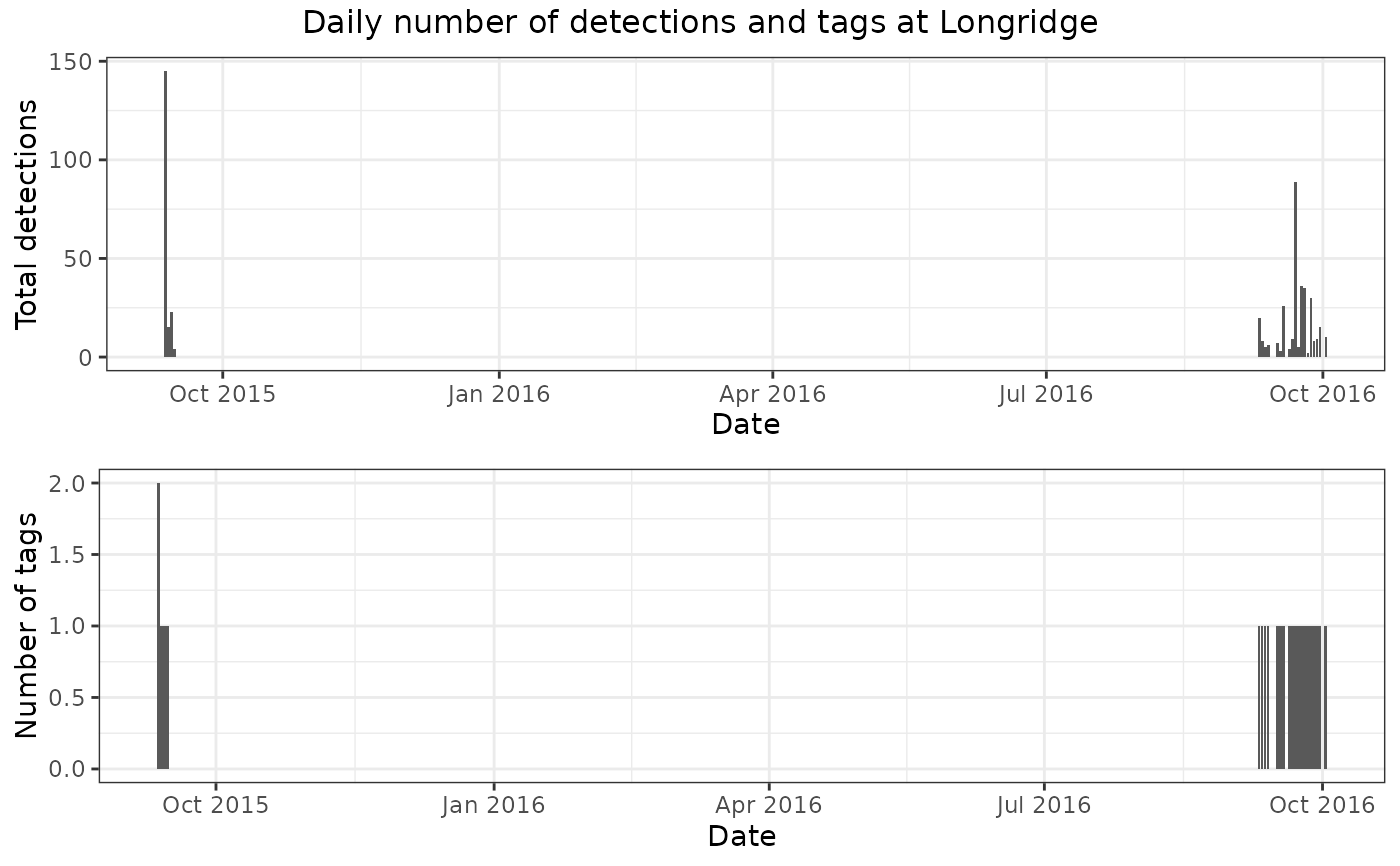 Daily number of detections and tags at Longridge
Total detections
150
100
50
0
Oct 2015 Jan 2016 Apr 2016 Jul 2016 Oct 2016
Date
Number of tags
2.0
1.5
1.0
0.5
0.0
Oct 2015 Jan 2016 Apr 2016 Jul 2016 Oct 2016
Date